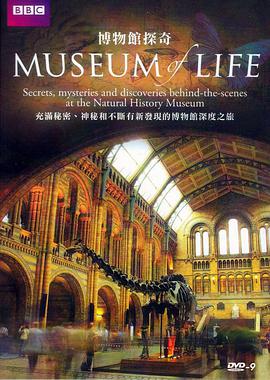 BBC
博物館探奇
MUSEUM of LIFE
Secrets, mysteries and discoveries behind-the-scenes
at the Natural History Museum
充滿秘密、神秘和不斷有新發現的博物館深度之旅
DVD-9